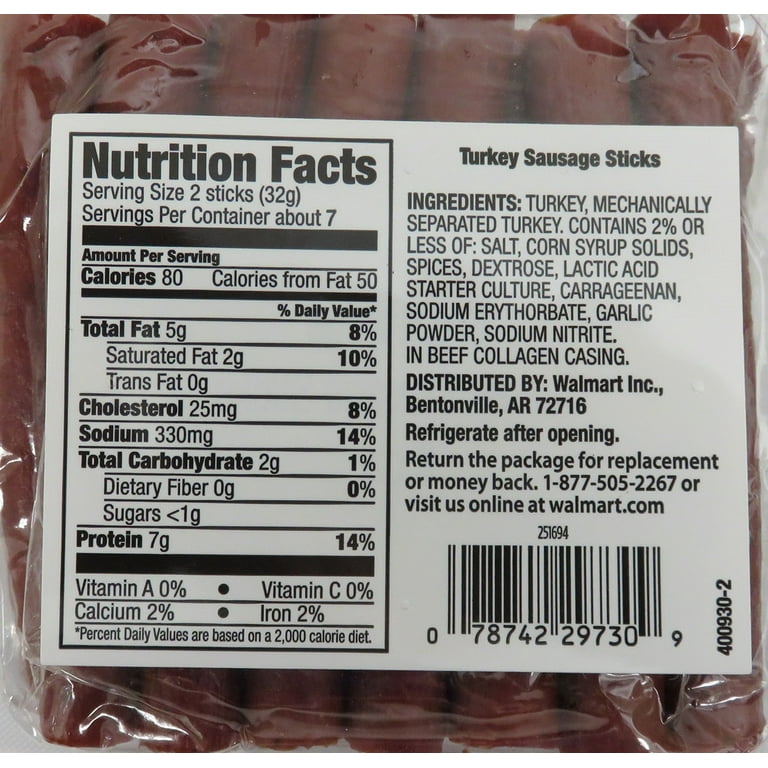 Nutrition Facts
Serving Size 2 sticks (32g)
Servings Per Container about 7
Amount Per Serving
Calories 80 Calories from Fat 50
% Daily Value*
Total Fat 5g 8%
Saturated Fat 2g 10%
Trans Fat 0g
Cholesterol 25mg 8%
Sodium 330mg 14%
Total Carbohydrate 2g 1%
Dietary Fiber 0g 0%
Sugars <1g
Protein 7g 14%
Vitamin A 0% • Vitamin C 0%
Calcium 2% • Iron 2%
*Percent Daily Values are based on a 2,000 calorie diet.
Turkey Sausage Sticks
INGREDIENTS: TURKEY, MECHANICALLY
SEPARATED TURKEY. CONTAINS 2% OR
LESS OF: SALT, CORN SYRUP SOLIDS,
SPICES, DEXTROSE, LACTIC ACID
STARTER CULTURE, CARRAGEENAN,
SODIUM ERYTHORBATE, GARLIC
POWDER, SODIUM NITRITE.
IN BEEF COLLAGEN CASING.
DISTRIBUTED BY: Walmart Inc.,
Bentonville, AR 72716
Refrigerate after opening.
Return the package for replacement
or money back. 1-877-505-2267 or
visit us online at walmart.com
251694
0 78742 29730 9
400930-2